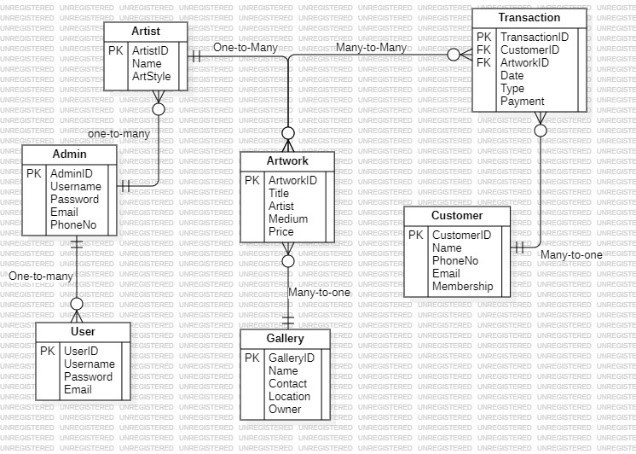 Artist
PK ArtistID
Name
ArtStyle
One-to-Many
Many-to-Many
Transaction
PK TransactionID
FK CustomerID
FK ArtworkID
Date
Type
Payment
one-to-many
Admin
PK AdminID
Username
Password
Email
PhoneNo
Artwork
PK ArtworkID
Title
Artist
Medium
Price
Customer
PK CustomerID
Name
PhoneNo
Email
Membership
Many-to-one
One-to-many
Many-to-one
User
PK UserID
Username
Password
Email
Gallery
PK GalleryID
Name
Contact
Location
Owner
UNREGISTERED